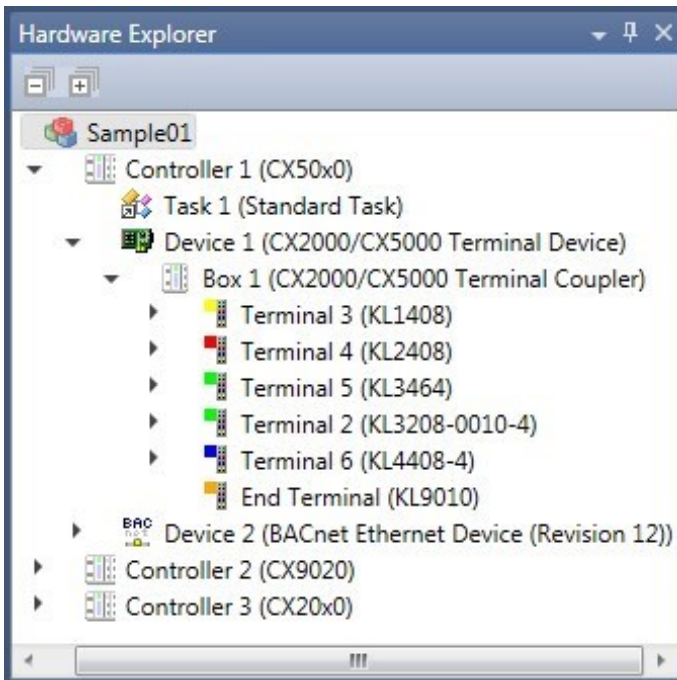 Hardware Explorer
Sample01
Controller 1 (CX50x0)
Task 1 (Standard Task)
Device 1 (CX2000/CX5000 Terminal Device)
Box 1 (CX2000/CX5000 Terminal Coupler)
Terminal 3 (KL1408)
Terminal 4 (KL2408)
Terminal 5 (KL3464)
Terminal 2 (KL3208-0010-4)
Terminal 6 (KL4408-4)
End Terminal (KL9010)
BAC Device 2 (BACnet Ethernet Device (Revision 12))
Controller 2 (CX9020)
Controller 3 (CX20x0)